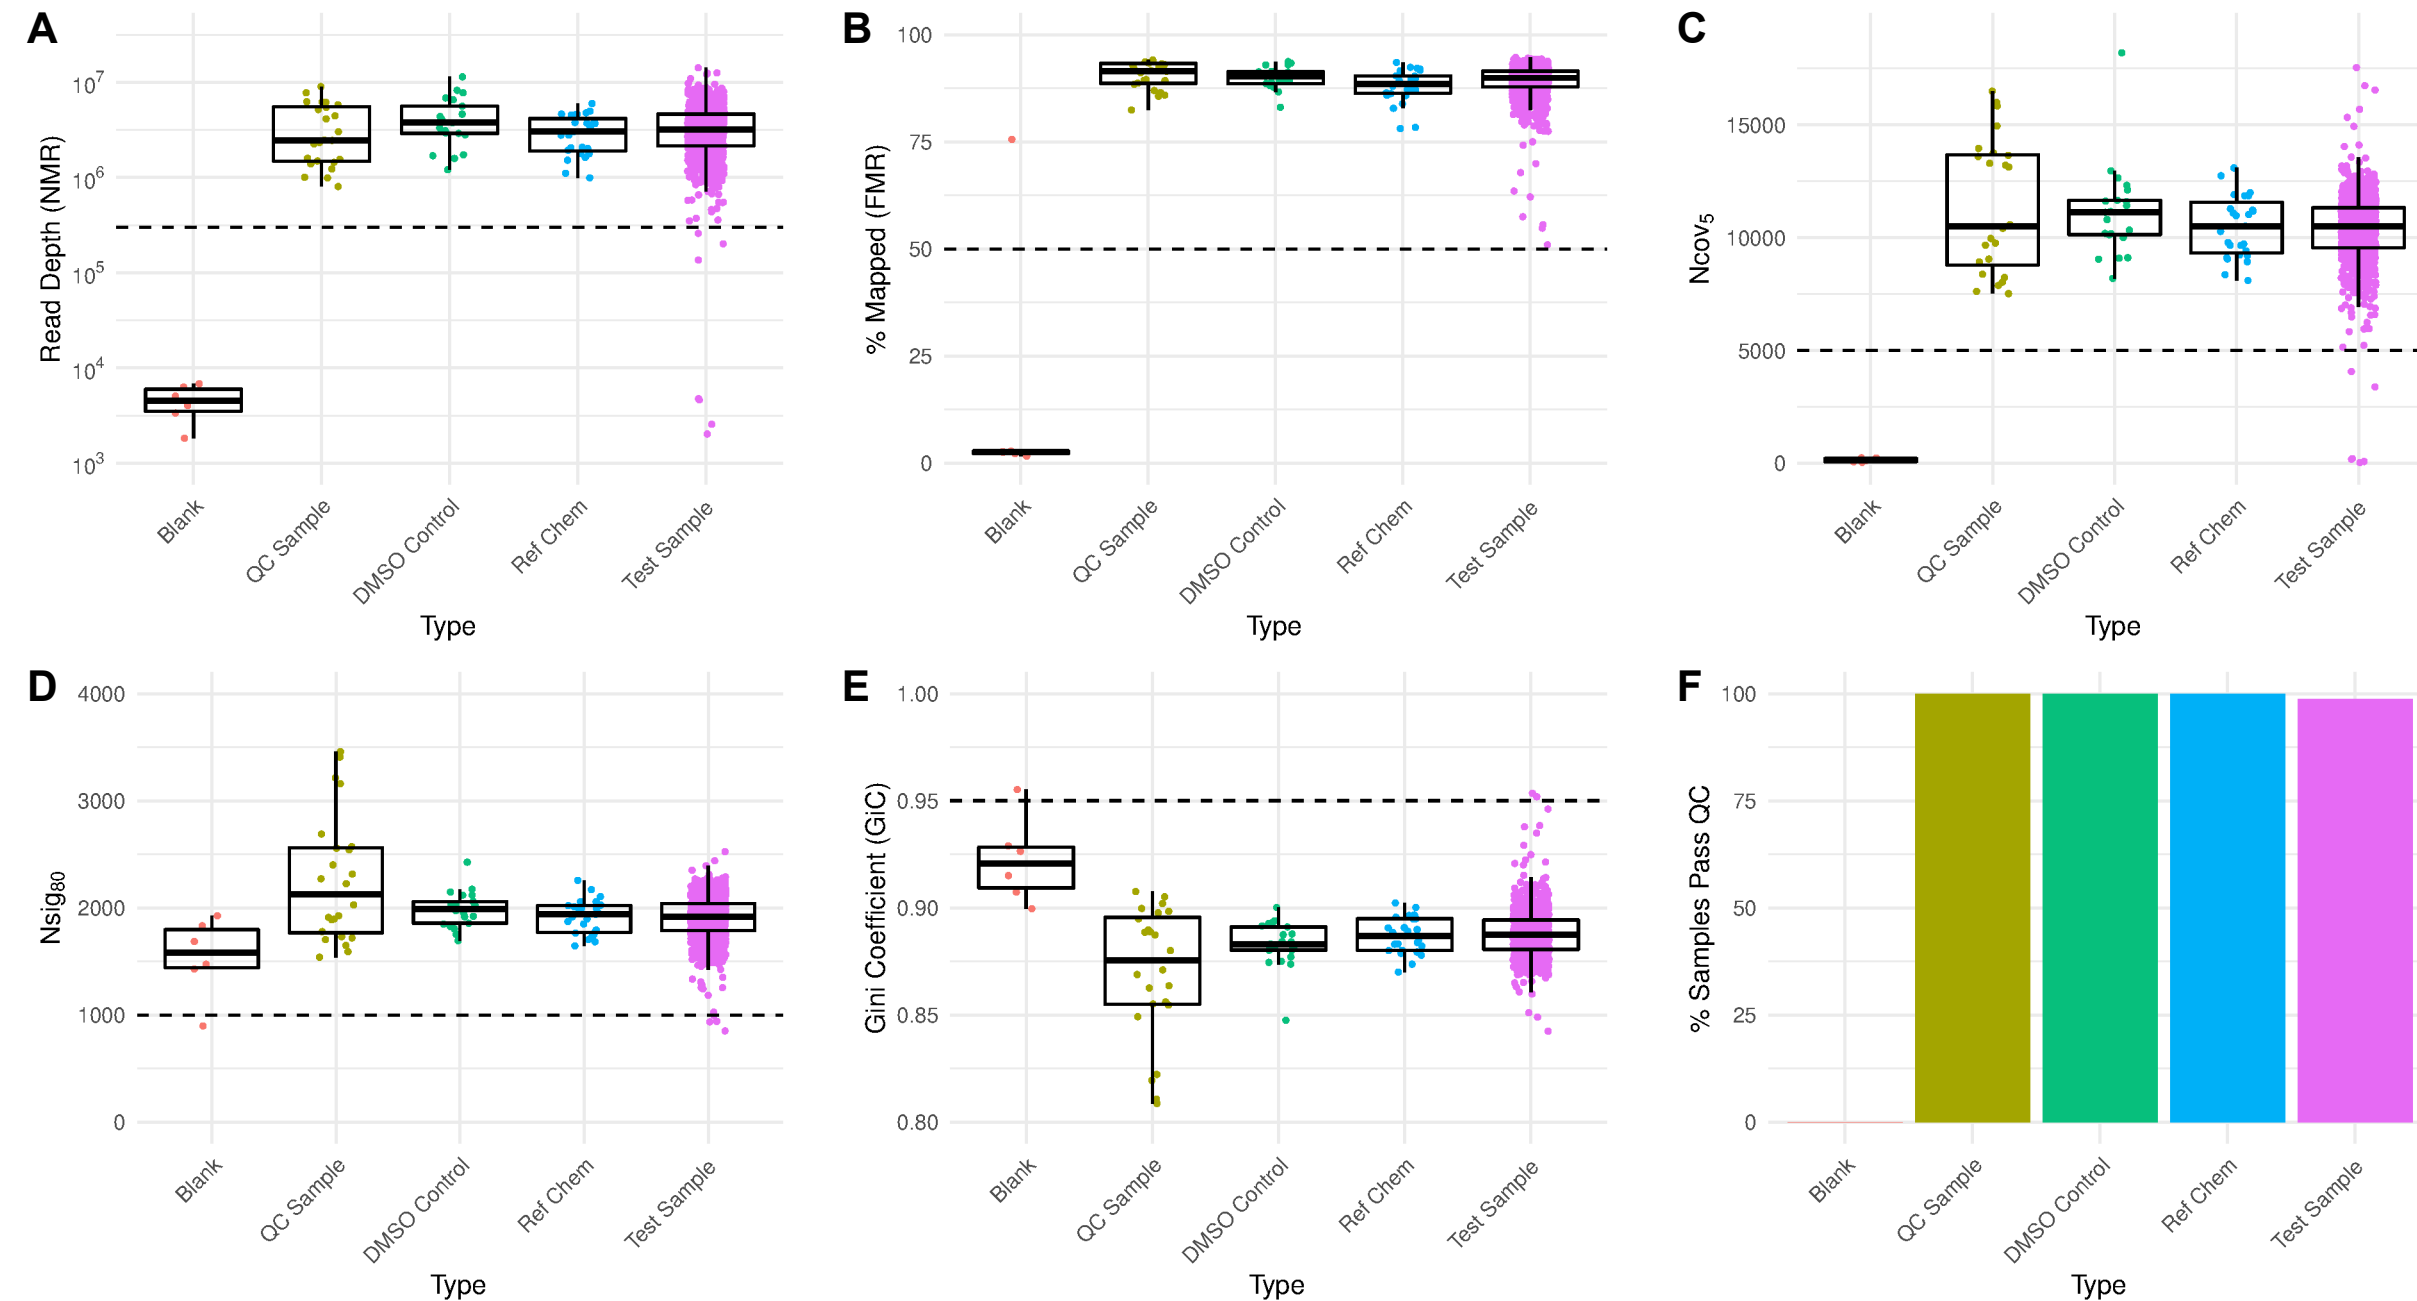 A
Read Depth (NMR)
10^7
10^6
10^5
10^4
10^3
Blank
QC Sample
DMSO Control
Ref Chem
Test Sample
Type
B
% Mapped (FMR)
100
75
50
25
0
Blank
QC Sample
DMSO Control
Ref Chem
Test Sample
Type
C
Ncov5
15000
10000
5000
0
Blank
QC Sample
DMSO Control
Ref Chem
Test Sample
Type
D
Nsig80
4000
3000
2000
1000
0
Blank
QC Sample
DMSO Control
Ref Chem
Test Sample
Type
E
Gini Coefficient (GiC)
1.00
0.95
0.90
0.85
0.80
Blank
QC Sample
DMSO Control
Ref Chem
Test Sample
Type
F
% Samples Pass QC
100
75
50
25
0
Blank
QC Sample
DMSO Control
Ref Chem
Test Sample
Type